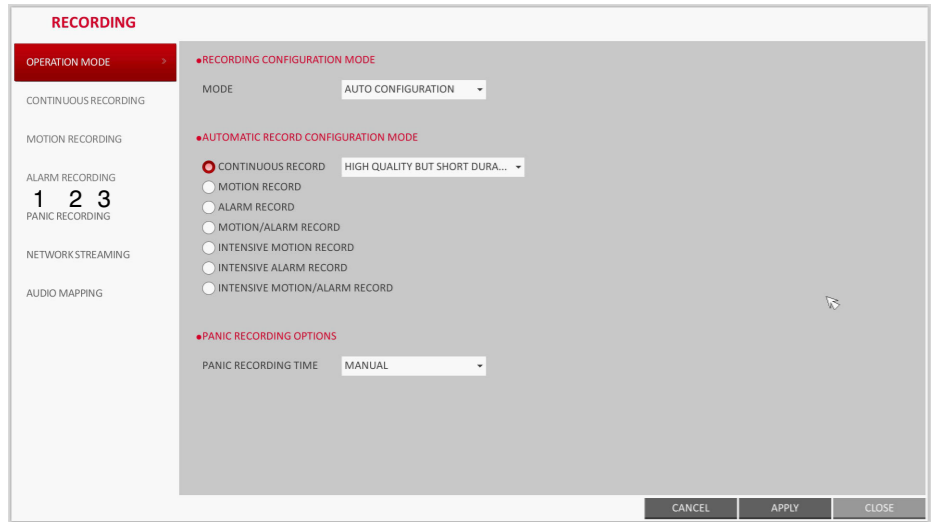 RECORDING
OPERATION MODE >
CONTINUOUS RECORDING
MOTION RECORDING
ALARM RECORDING
1 2 3
PANIC RECORDING
NETWORK STREAMING
AUDIO MAPPING
●RECORDING CONFIGURATION MODE
MODE AUTO CONFIGURATION
●AUTOMATIC RECORD CONFIGURATION MODE
CONTINUOUS RECORD HIGH QUALITY BUT SHORT DURA...
MOTION RECORD
ALARM RECORD
MOTION/ALARM RECORD
INTENSIVE MOTION RECORD
INTENSIVE ALARM RECORD
INTENSIVE MOTION/ALARM RECORD
●PANIC RECORDING OPTIONS
PANIC RECORDING TIME MANUAL
CANCEL APPLY CLOSE